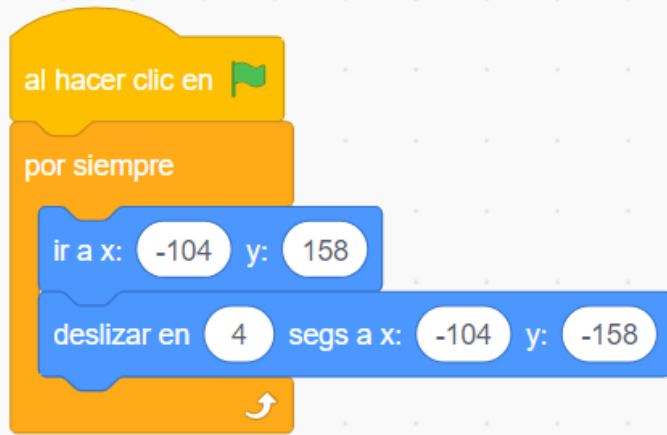 al hacer clic en
por siempre
ir a x: -104 y: 158
deslizar en 4 segs a x: -104 y: -158